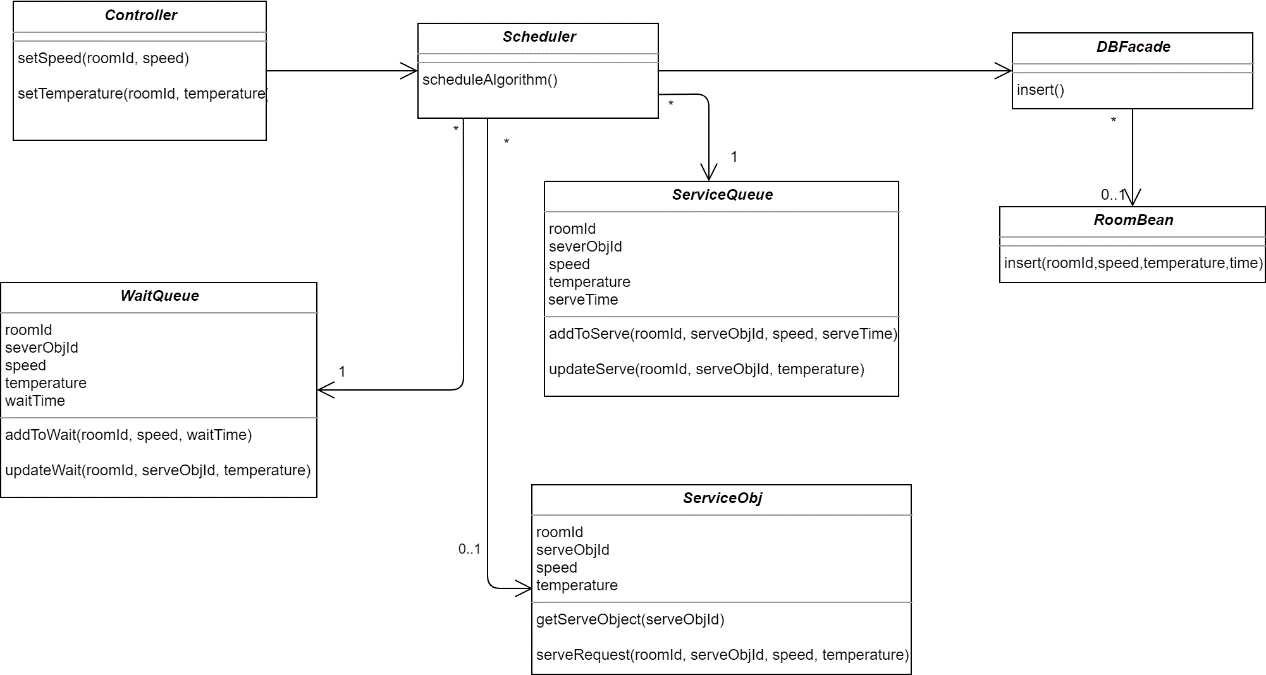 Controller
setSpeed(roomId, speed)
setTemperature(roomId, temperature
Scheduler
scheduleAlgorithm()
DBFacade
insert()
*
*
*
1
*
0..1
ServiceQueue
roomId
severObjId
speed
temperature
serveTime
addToServe(roomId, serveObjId, speed, serveTime)
updateServe(roomId, serveObjId, temperature)
RoomBean
insert(roomId,speed,temperature,time)
WaitQueue
roomId
severObjId
speed
temperature
waitTime
addToWait(roomId, speed, waitTime)
updateWait(roomId, serveObjId, temperature)
1
0..1
ServiceObj
roomId
serveObjId
speed
temperature
getServeObject(serveObjId)
serveRequest(roomId, serveObjId, speed, temperature)